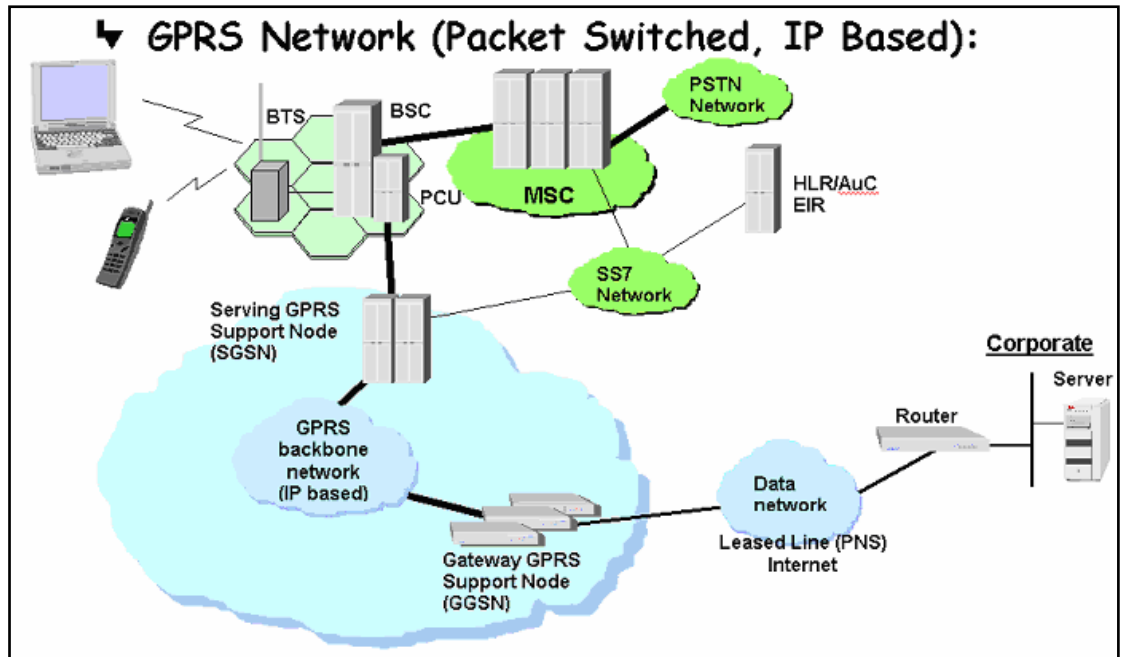 GPRS Network (Packet Switched, IP Based):
BTS
BSC
PCU
MSC
PSTN
Network
HLR/AuC
EIR
SS7
Network
Serving GPRS
Support Node
(SGSN)
GPRS
backbone
network
(IP based)
Gateway GPRS
Support Node
(GGSN)
Data
network
Leased Line (PNS)
Internet
Router
Corporate
Server